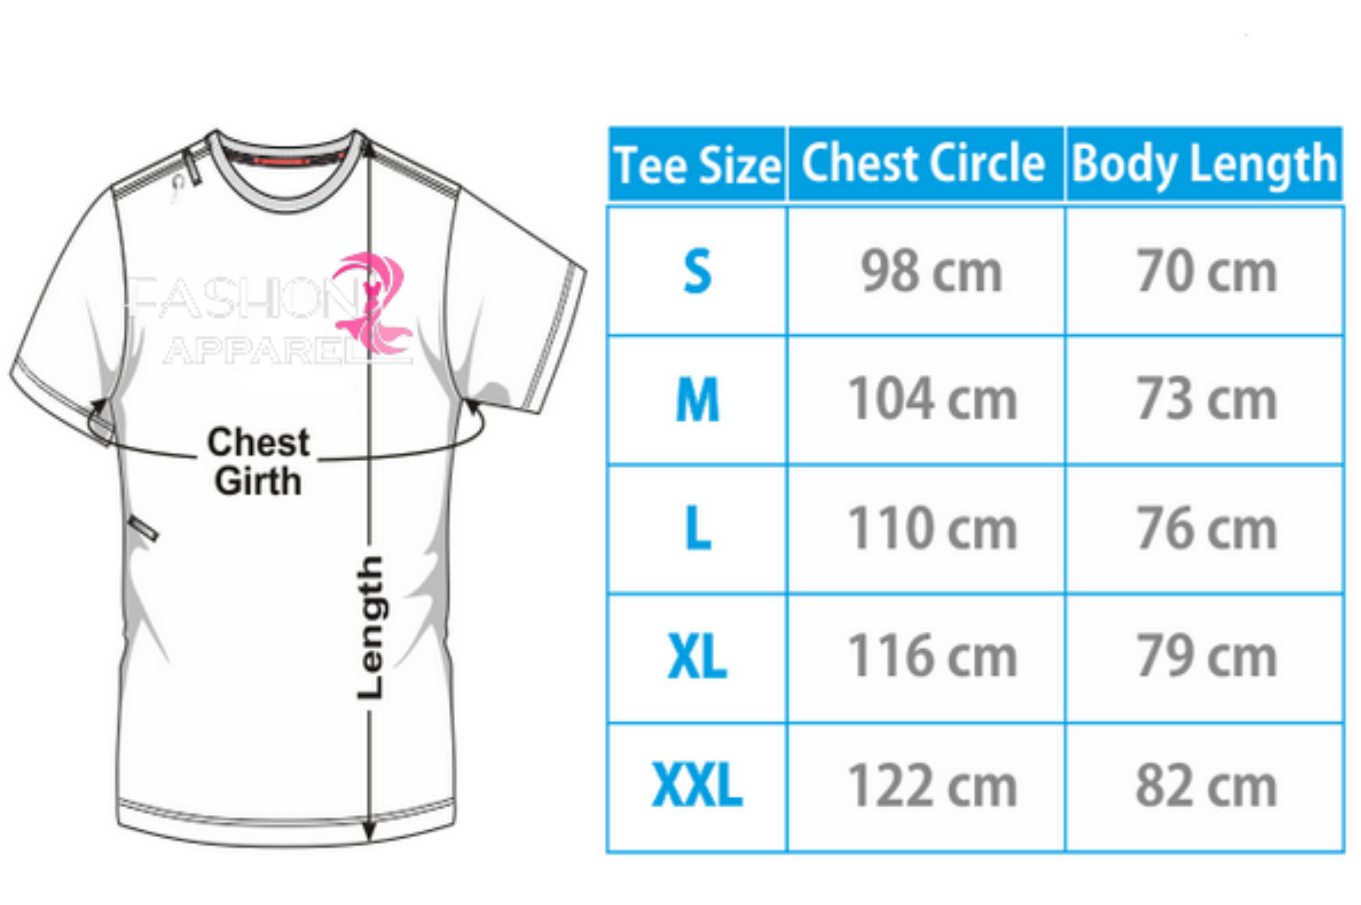 FASHION
APPAREL
Chest
Girth
Length
Tee Size Chest Circle Body Length
S 98 cm 70 cm
M 104 cm 73 cm
L 110 cm 76 cm
XL 116 cm 79 cm
XXL 122 cm 82 cm